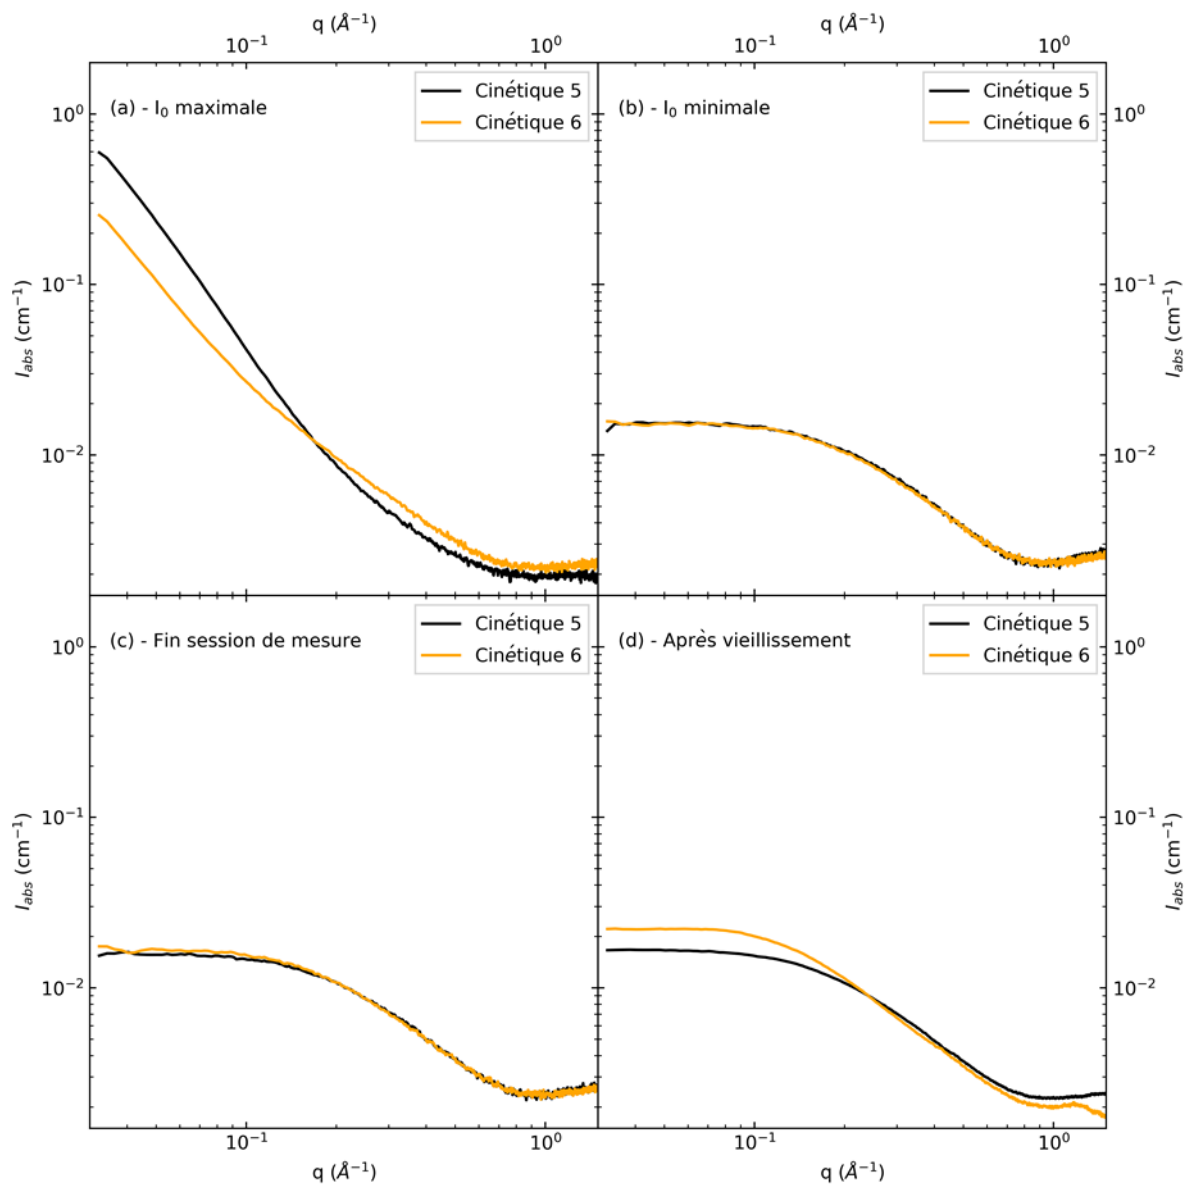 q (Å⁻¹) q (Å⁻¹)
10⁻¹ 10⁰ 10⁻¹ 10⁰
(a) - I₀ maximale
Cinétique 5
Cinétique 6
(b) - I₀ minimale
Cinétique 5
Cinétique 6
10⁰ 10⁰
10⁻¹ 10⁻¹
10⁻² 10⁻²
I_abs (cm⁻¹) I_abs (cm⁻¹)
(c) - Fin session de mesure
Cinétique 5
Cinétique 6
(d) - Après vieillissement
Cinétique 5
Cinétique 6
10⁰ 10⁰
10⁻¹ 10⁻¹
10⁻² 10⁻²
I_abs (cm⁻¹) I_abs (cm⁻¹)
10⁻¹ 10⁰ 10⁻¹ 10⁰
q (Å⁻¹) q (Å⁻¹)